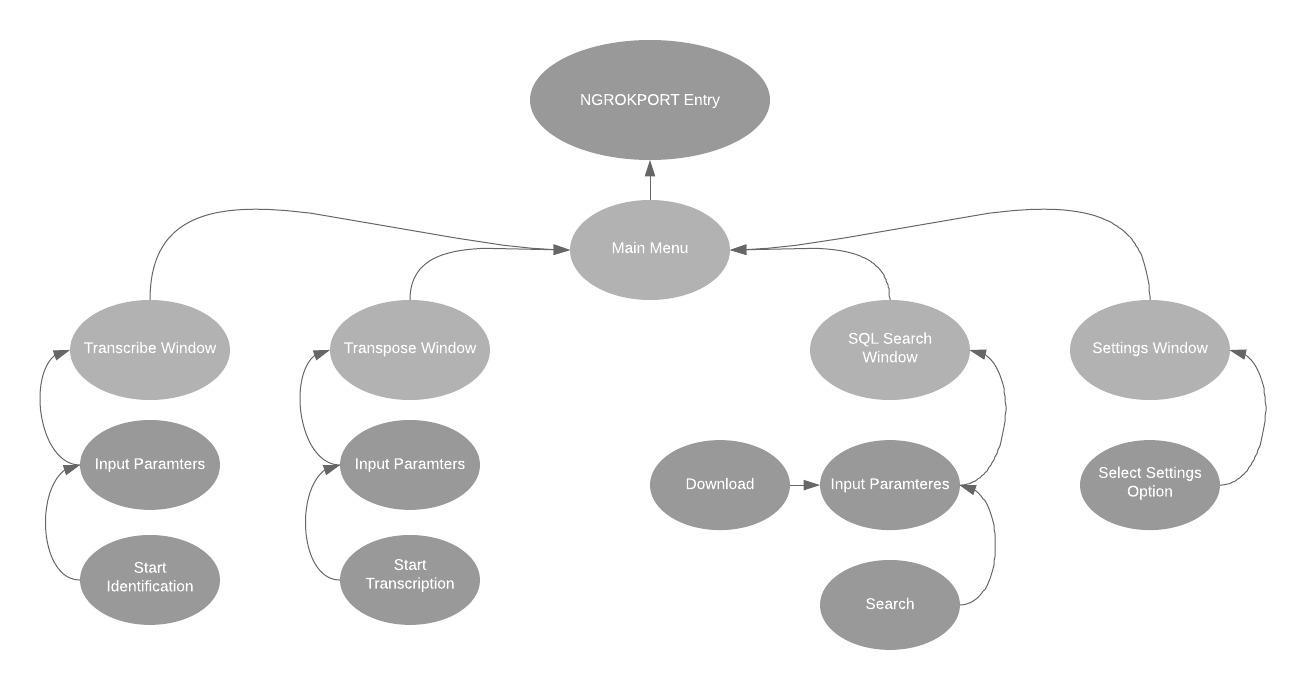 NGROKPORT Entry
Main Menu
Transcribe Window
Transpose Window
SQL Search
Window
Settings Window
Input Paramters
Input Paramters
Download
Input Paramteres
Select Settings
Option
Start
Identification
Start
Transcription
Search